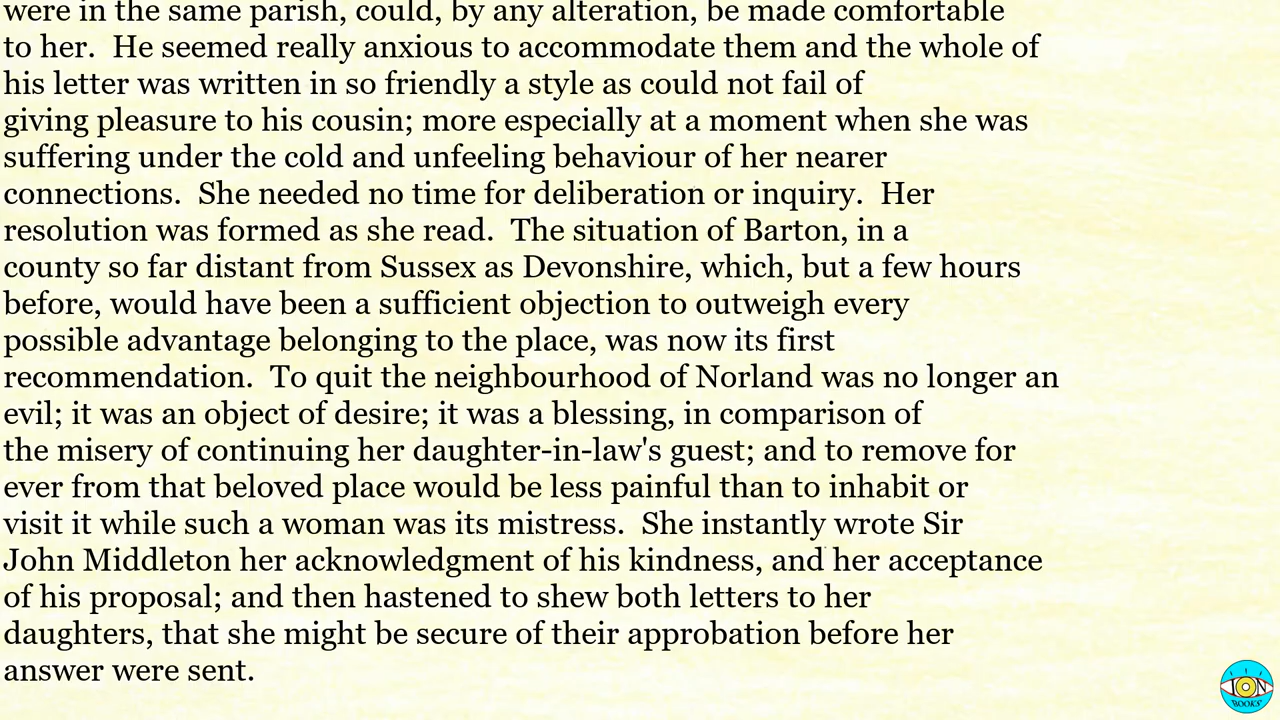 were in the same parish, could, by any alteration, be made comfortable
to her.  He seemed really anxious to accommodate them and the whole of
his letter was written in so friendly a style as could not fail of
giving pleasure to his cousin; more especially at a moment when she was
suffering under the cold and unfeeling behaviour of her nearer
connections.  She needed no time for deliberation or inquiry.  Her
resolution was formed as she read.  The situation of Barton, in a
county so far distant from Sussex as Devonshire, which, but a few hours
before, would have been a sufficient objection to outweigh every
possible advantage belonging to the place, was now its first
recommendation.  To quit the neighbourhood of Norland was no longer an
evil; it was an object of desire; it was a blessing, in comparison of
the misery of continuing her daughter-in-law's guest; and to remove for
ever from that beloved place would be less painful than to inhabit or
visit it while such a woman was its mistress.  She instantly wrote Sir
John Middleton her acknowledgment of his kindness, and her acceptance
of his proposal; and then hastened to shew both letters to her
daughters, that she might be secure of their approbation before her
answer were sent.
ION
BOOKS